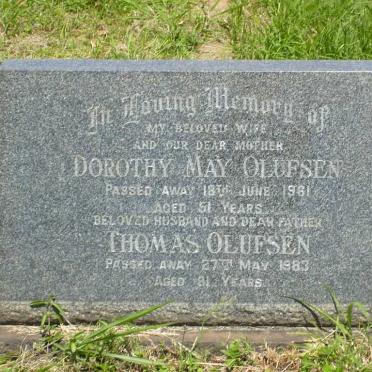 In Loving Memory of
MY BELOVED WIFE
AND OUR DEAR MOTHER
DOROTHY MAY OLUFSEN
PASSED AWAY 18TH JUNE 1961
AGED 51 YEARS
BELOVED HUSBAND AND DEAR FATHER
THOMAS OLUFSEN
PASSED AWAY 27TH MAY 1983
AGED 81 YEARS